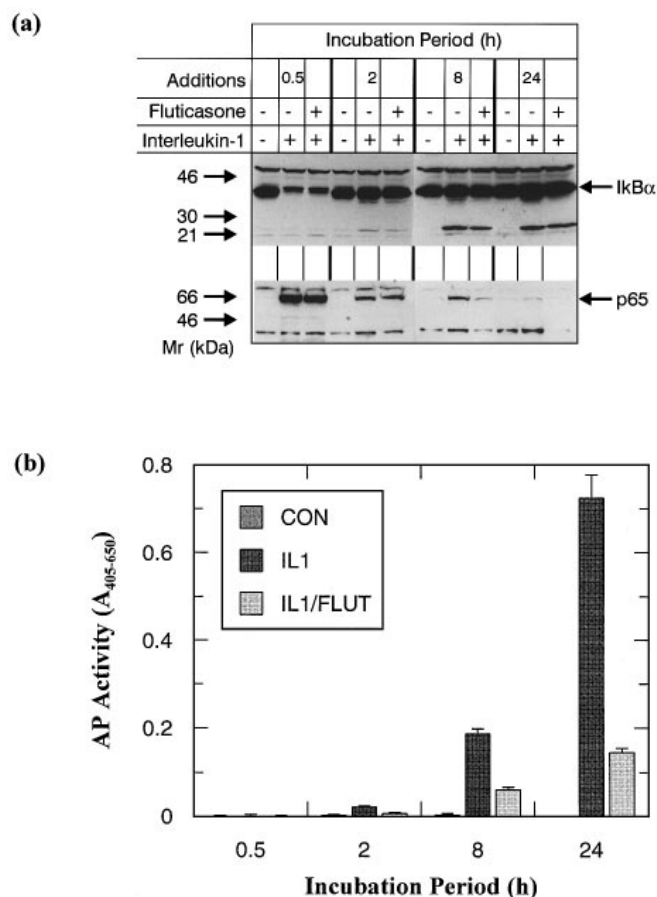 (a)
Incubation Period (h)
Additions 0.5 2 8 24
Fluticasone - - + - - + - - + - - +
Interleukin-1 - + + - + + - + + - + +
46
IkBα
30
21
66
p65
46
Mr (kDa)
(b)
0.8
CON
IL1
IL1/FLUT
0.6
0.4
0.2
0
AP Activity (A405-650)
0.5 2 8 24
Incubation Period (h)